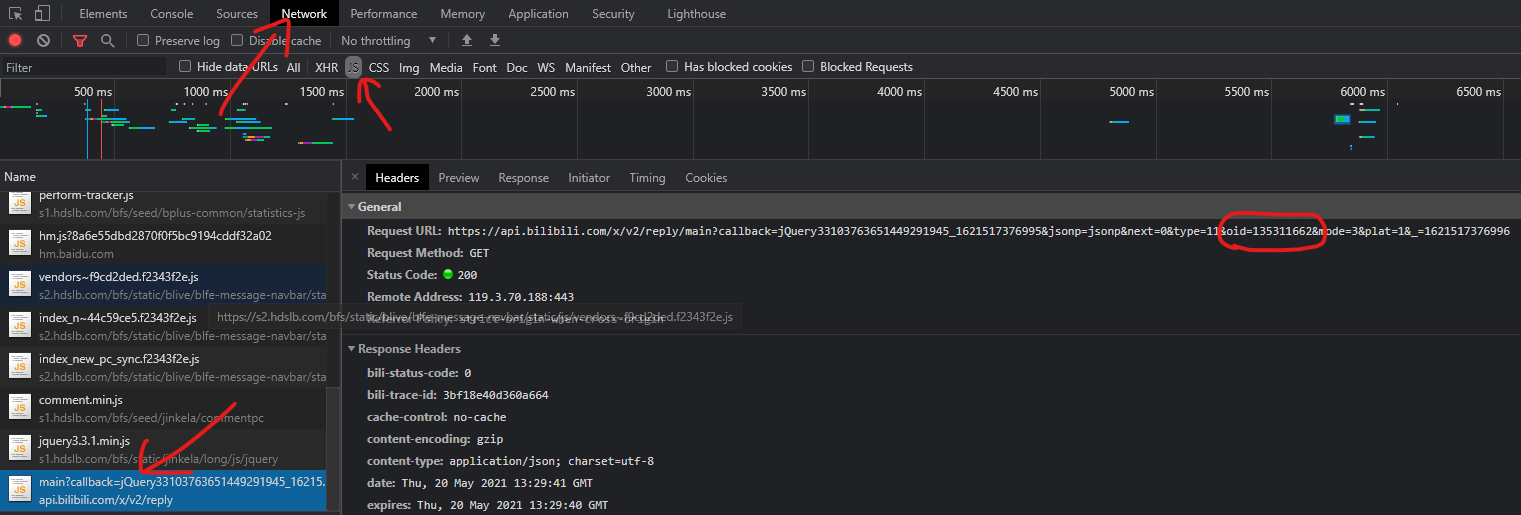 Elements Console Sources Network Performance Memory Application Security Lighthouse
Preserve log Disable cache No throttling
Filter Hide data URLs All XHR JS CSS Img Media Font Doc WS Manifest Other Has blocked cookies Blocked Requests
500 ms 1000 ms 1500 ms 2000 ms 2500 ms 3000 ms 3500 ms 4000 ms 4500 ms 5000 ms 5500 ms 6000 ms 6500 ms
Name
perform-tracker.js
s1.hdslb.com/bfs/seed/bplus-common/statistics-js
hm.js?8a6e55dbd2870f0f5bc9194cddf32a02
hm.baidu.com
vendors~f9cd2ded.f2343f2e.js
s2.hdslb.com/bfs/static/blive/blfe-message-navbar/sta
index_n~44c59ce5.f2343f2e.js
s2.hdslb.com/bfs/static/blive/blfe-message-navbar/sta
index_new_pc_sync.f2343f2e.js
s2.hdslb.com/bfs/static/blive/blfe-message-navbar/sta
comment.min.js
s1.hdslb.com/bfs/seed/jinkela/commentpc
jquery3.3.1.min.js
s1.hdslb.com/bfs/static/jinkela/long/js/jquery
main?callback=jQuery33103763651449291945_16215.
api.bilibili.com/x/v2/reply
Headers Preview Response Initiator Timing Cookies
General
Request URL: https://api.bilibili.com/x/v2/reply/main?callback=jQuery33103763651449291945_1621517376995&jsonp=jsonp&next=0&type=11&oid=135311662&mode=3&plat=1&_=1621517376996
Request Method: GET
Status Code: 200
Remote Address: 119.3.70.188:443
https://s2.hdslb.com/bfs/static/blive/blfe-message-navbar/static/js/vendors~f9cd2ded.f2343f2e.js
Referrer Policy: strict-origin-when-cross-origin
Response Headers
bili-status-code: 0
bili-trace-id: 3bf18e40d360a664
cache-control: no-cache
content-encoding: gzip
content-type: application/json; charset=utf-8
date: Thu, 20 May 2021 13:29:41 GMT
expires: Thu, 20 May 2021 13:29:40 GMT